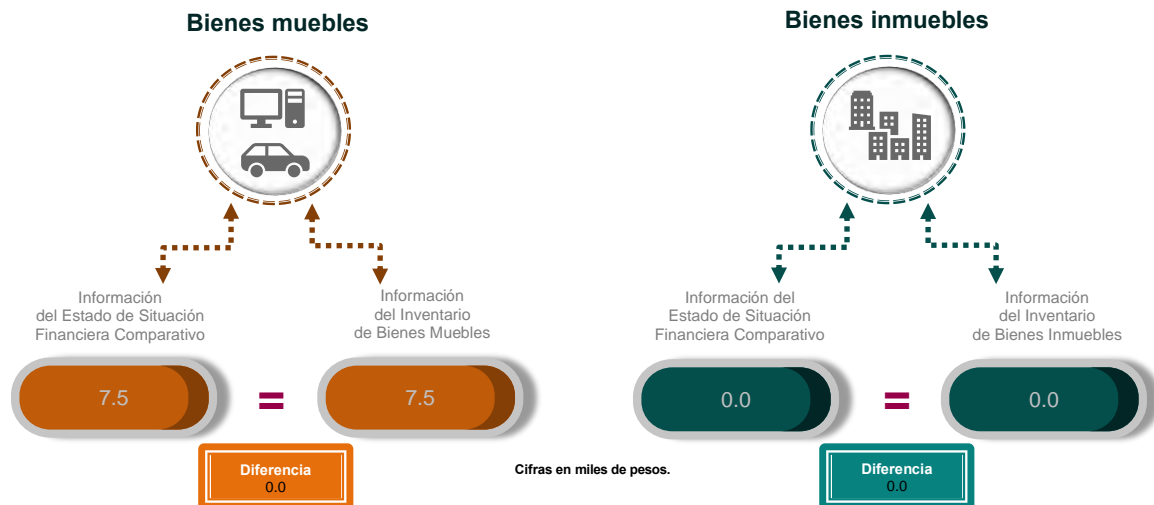 Bienes muebles
Información
del Estado de Situación
Financiera Comparativo
Información
del Inventario
de Bienes Muebles
7.5
=
7.5
Diferencia
0.0
Cifras en miles de pesos.
Bienes inmuebles
Información del
Estado de Situación
Financiera Comparativo
Información
del Inventario
de Bienes Inmuebles
0.0
=
0.0
Diferencia
0.0